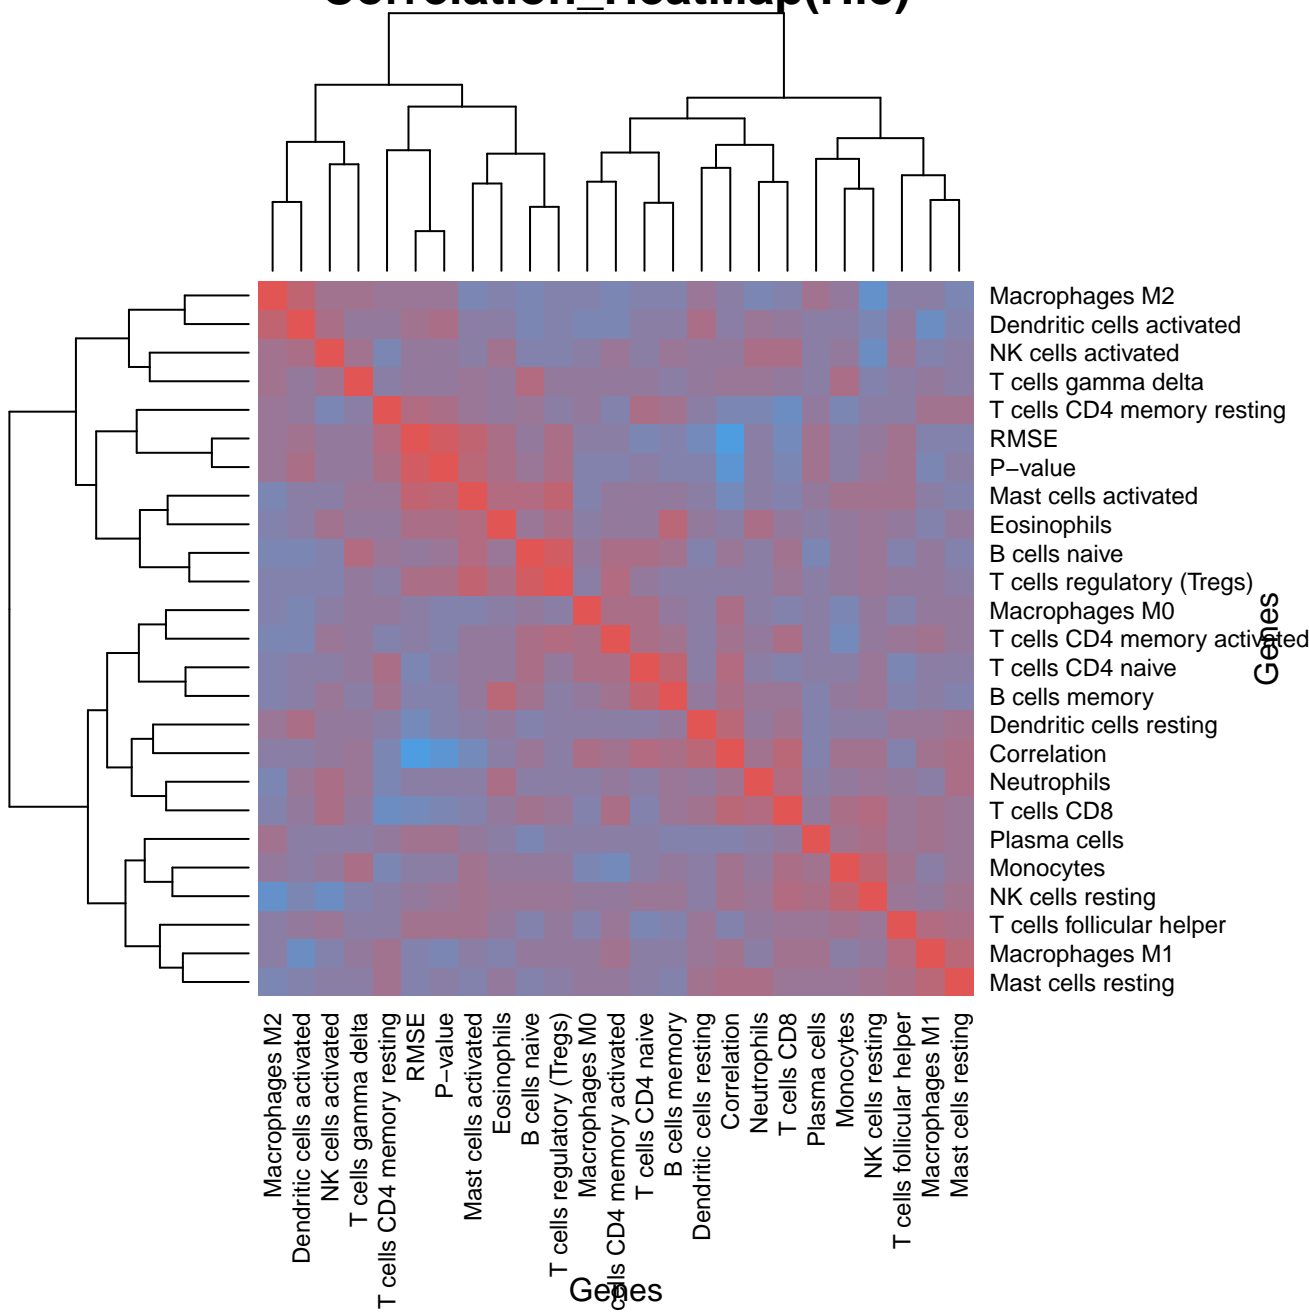 Correlation_HeatMap(Hic)
Macrophages M2
Dendritic cells activated
NK cells activated
T cells gamma delta
T cells CD4 memory resting
RMSE
P−value
Mast cells activated
Eosinophils
B cells naive
T cells regulatory (Tregs)
Macrophages M0
T cells CD4 memory activated
T cells CD4 naive
B cells memory
Dendritic cells resting
Correlation
Neutrophils
T cells CD8
Plasma cells
Monocytes
NK cells resting
T cells follicular helper
Macrophages M1
Mast cells resting
Genes
Macrophages M2
Dendritic cells activated
NK cells activated
T cells gamma delta
T cells CD4 memory resting
RMSE
P−value
Mast cells activated
Eosinophils
B cells naive
T cells regulatory (Tregs)
Macrophages M0
cells CD4 memory activated
T cells CD4 naive
B cells memory
Dendritic cells resting
Correlation
Neutrophils
T cells CD8
Plasma cells
Monocytes
NK cells resting
T cells follicular helper
Macrophages M1
Mast cells resting
Genes